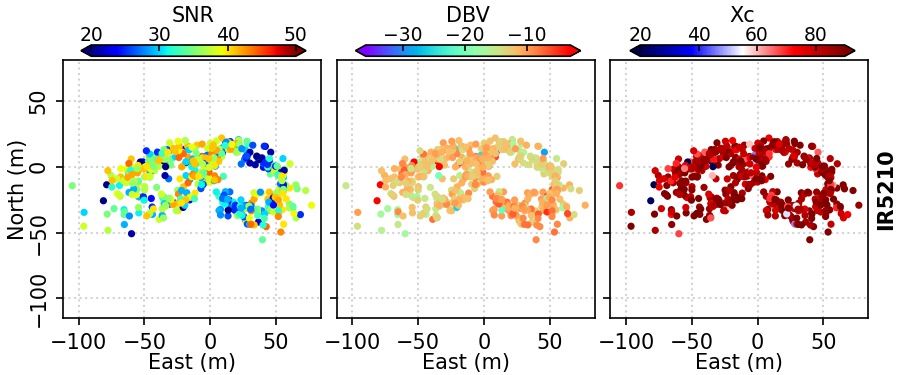 SNR DBV Xc
20 30 40 50 −30 −20 −10 20 40 60 80
50
0
−50
−100
North (m)
−100 −50 0 50 −100 −50 0 50 −100 −50 0 50
East (m) East (m) East (m)
IR5210